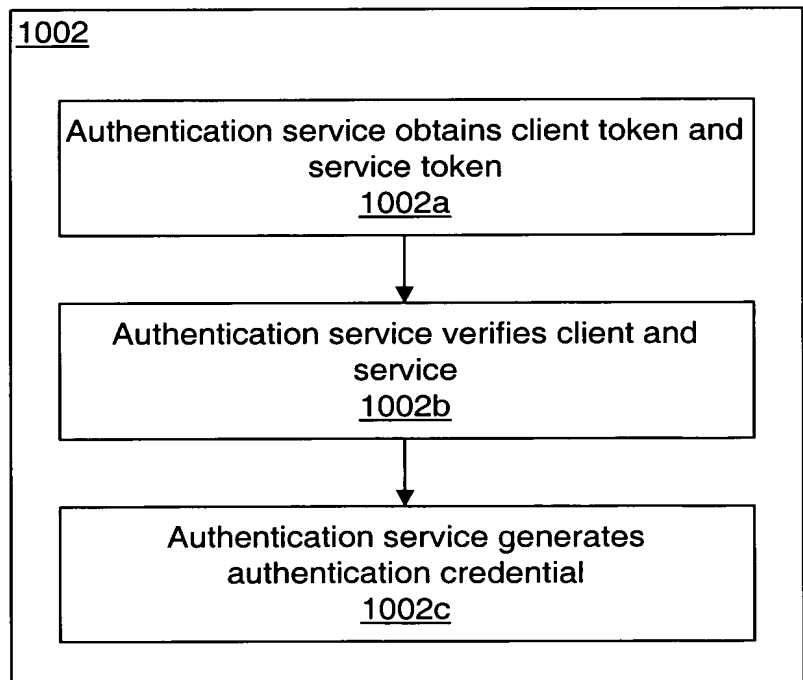 1002
Authentication service obtains client token and
service token
1002a
Authentication service verifies client and
service
1002b
Authentication service generates
authentication credential
1002c